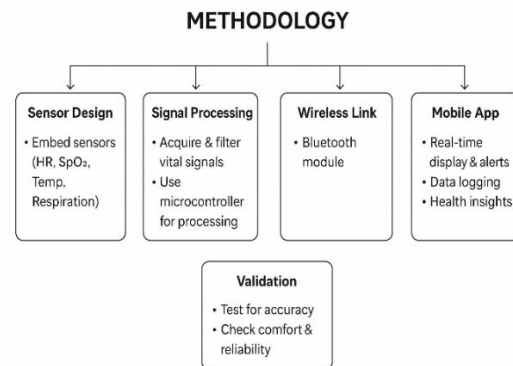 METHODOLOGY
Sensor Design
• Embed sensors
(HR, SpO₂,
Temp,
Respiration)
Signal Processing
• Acquire & filter
vital signals
• Use
microcontroller
for processing
Wireless Link
• Bluetooth
module
Mobile App
• Real-time
display & alerts
• Data logging
• Health insights
Validation
• Test for accuracy
• Check comfort &
reliability